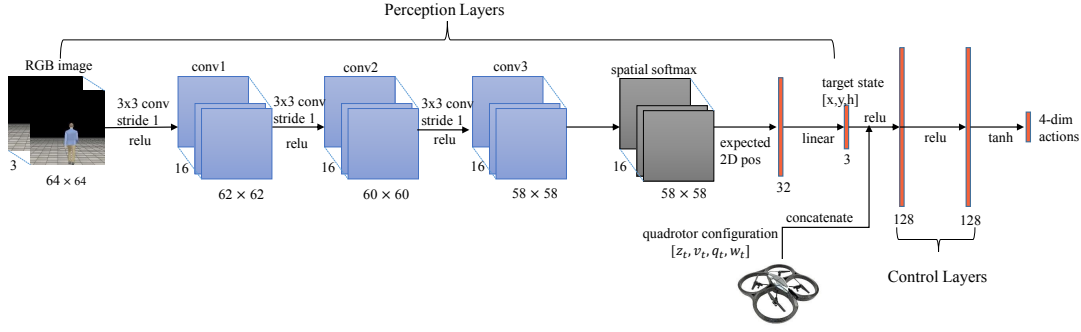 Perception Layers
RGB image
3
64 × 64
3x3 conv
stride 1
relu
conv1
16
62 × 62
3x3 conv
stride 1
relu
conv2
16
60 × 60
3x3 conv
stride 1
relu
conv3
16
58 × 58
spatial softmax
16
58 × 58
expected
2D pos
32
linear
target state
[x,y,h]
3
relu
concatenate
quadrotor configuration
[z_t, v_t, q_t, w_t]
128
relu
128
tanh
4-dim
actions
Control Layers